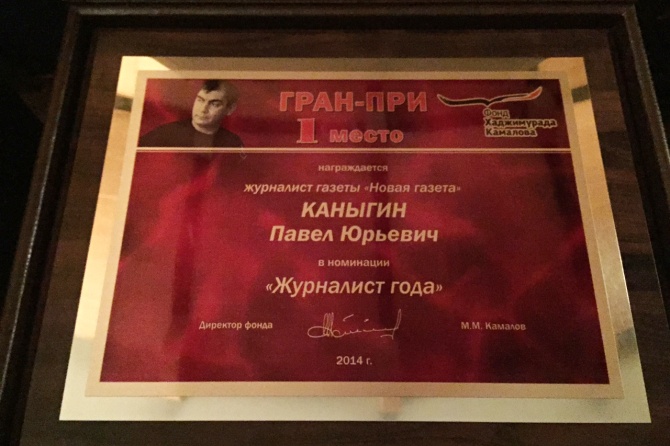 ГРАН-ПРИ
1 место
Фонд
Хаджимурада
Камалова
награждается
журналист газеты «Новая газета»
КАНЫГИН
Павел Юрьевич
в номинации
«Журналист года»
Директор фонда
М.М. Камалов
2014 г.